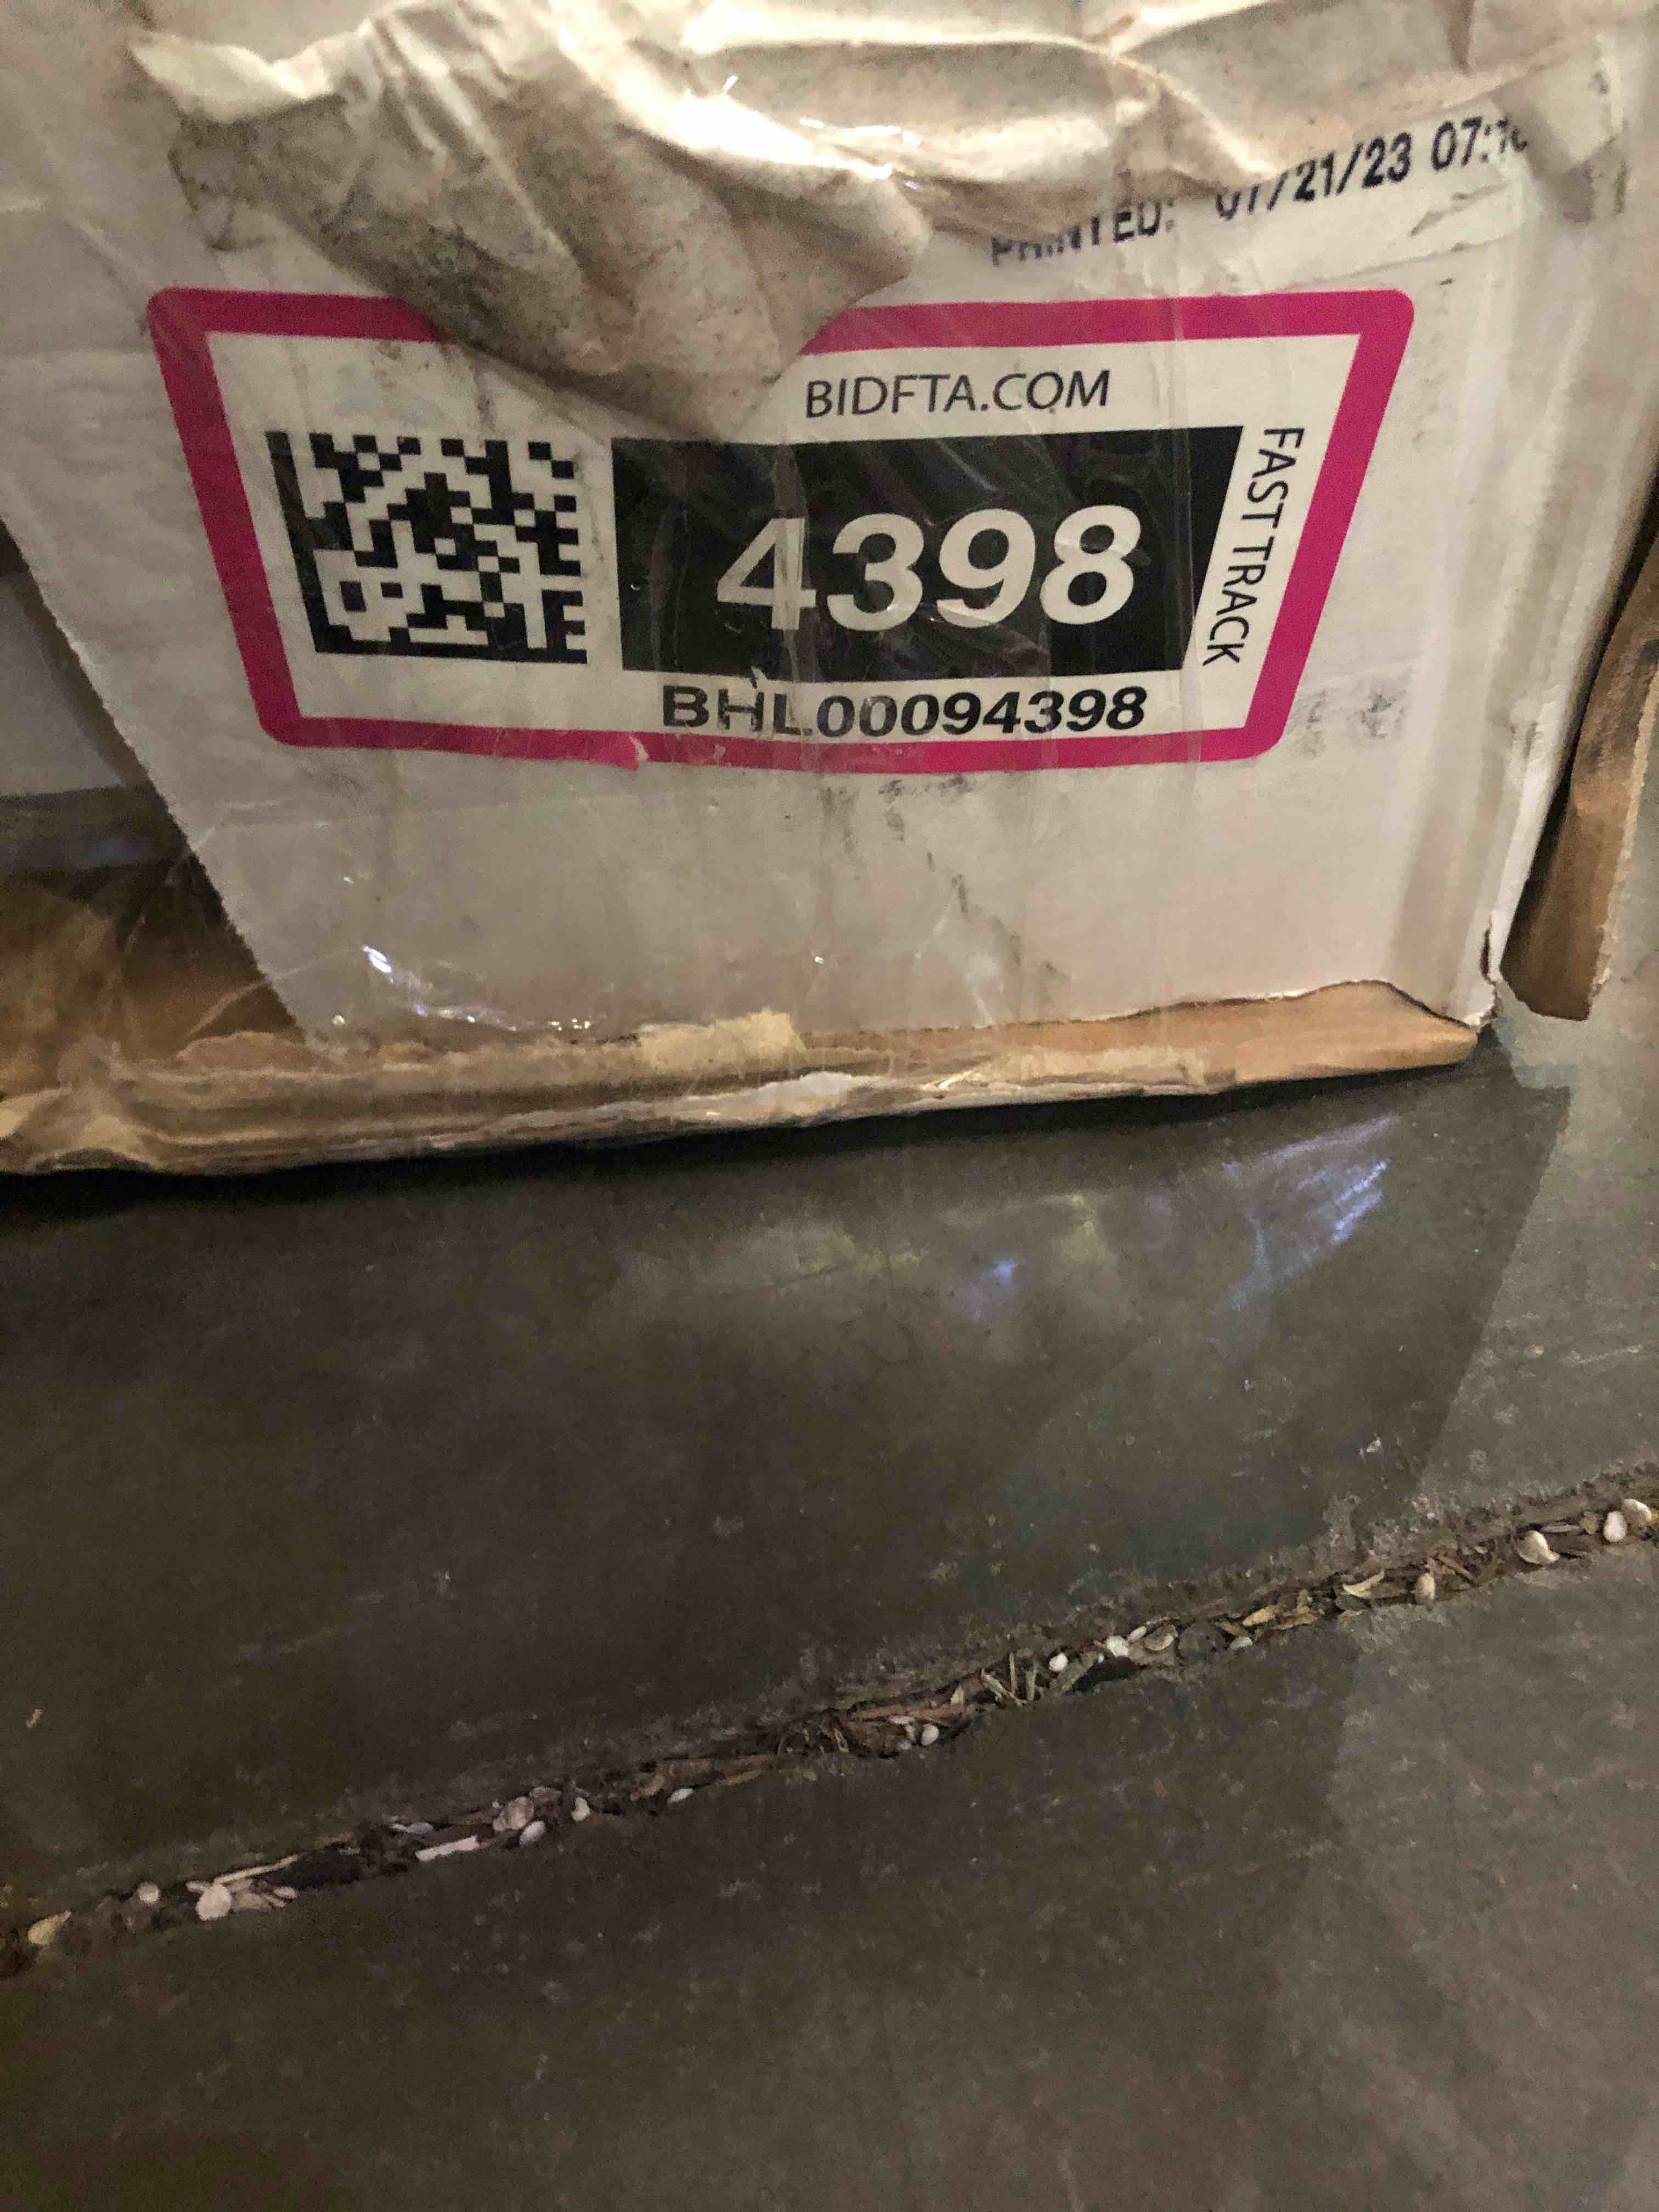 PRINTED: 07/21/23
BIDFTA.COM
4398
FAST TRACK
BHL00094398